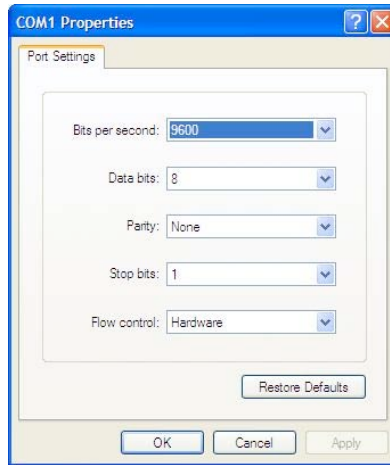 COM1 Properties
Port Settings
Bits per second: 9600
Data bits: 8
Parity: None
Stop bits: 1
Flow control: Hardware
Restore Defaults
OK Cancel Apply